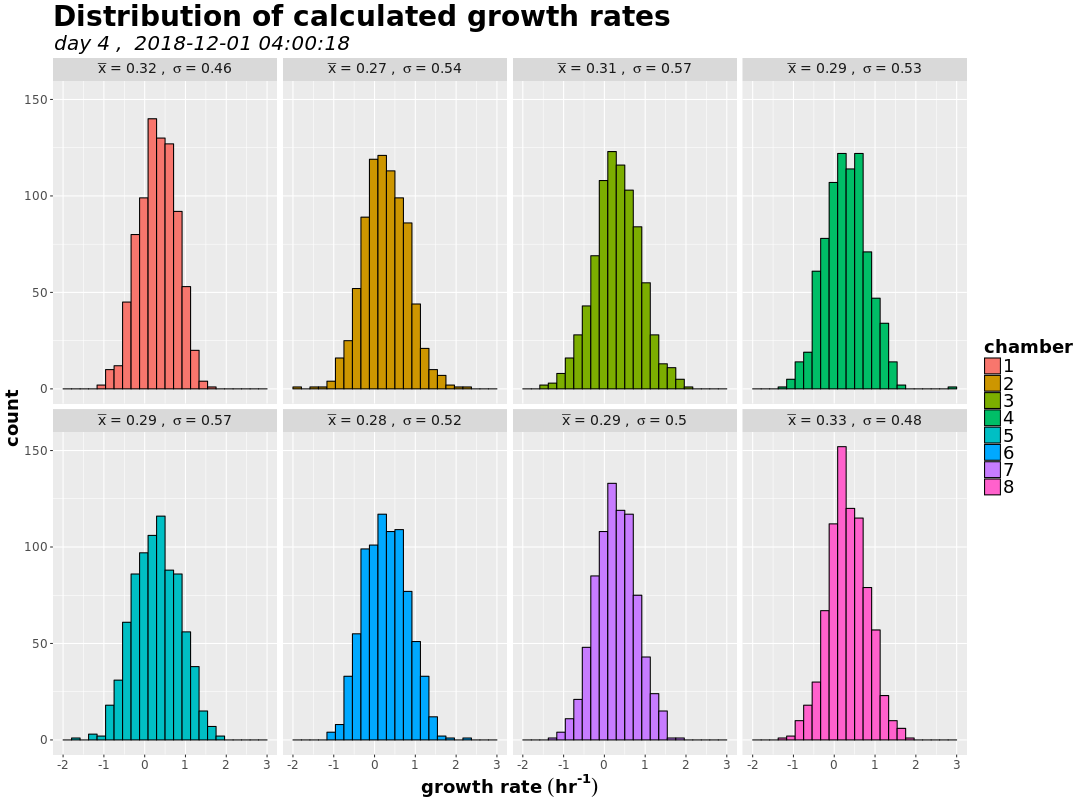 Distribution of calculated growth rates
day 4 ,  2018-12-01 04:00:18
x̅ = 0.32 ,  σ = 0.46
x̅ = 0.27 ,  σ = 0.54
x̅ = 0.31 ,  σ = 0.57
x̅ = 0.29 ,  σ = 0.53
150
100
50
0
x̅ = 0.29 ,  σ = 0.57
x̅ = 0.28 ,  σ = 0.52
x̅ = 0.29 ,  σ = 0.5
x̅ = 0.33 ,  σ = 0.48
150
100
50
0
-2 -1 0 1 2 3
-2 -1 0 1 2 3
-2 -1 0 1 2 3
-2 -1 0 1 2 3
count
growth rate (hr⁻¹)
chamber
1
2
3
4
5
6
7
8